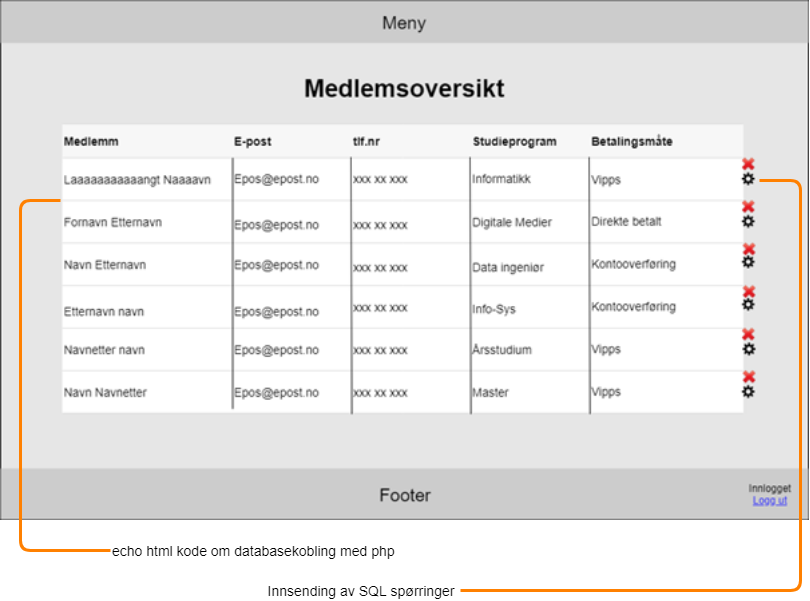 Meny
Medlemsoversikt
Medlemm E-post tlf.nr Studieprogram Betalingsmåte
Laaaaaaaaaaangt Naaaavn Epos@epost.no xxx xx xxx Informatikk Vipps
Fornavn Etternavn Epos@epost.no xxx xx xxx Digitale Medier Direkte betalt
Navn Etternavn Epos@epost.no xxx xx xxx Data ingeniør Kontooverføring
Etternavn navn Epos@epost.no xxx xx xxx Info-Sys Kontooverføring
Navnetter navn Epos@epost.no xxx xx xxx Årsstudium Vipps
Navn Navnetter Epos@epost.no xxx xx xxx Master Vipps
Footer
Innlogget
Logg ut
echo html kode om databasekobling med php
Innsending av SQL spørringer